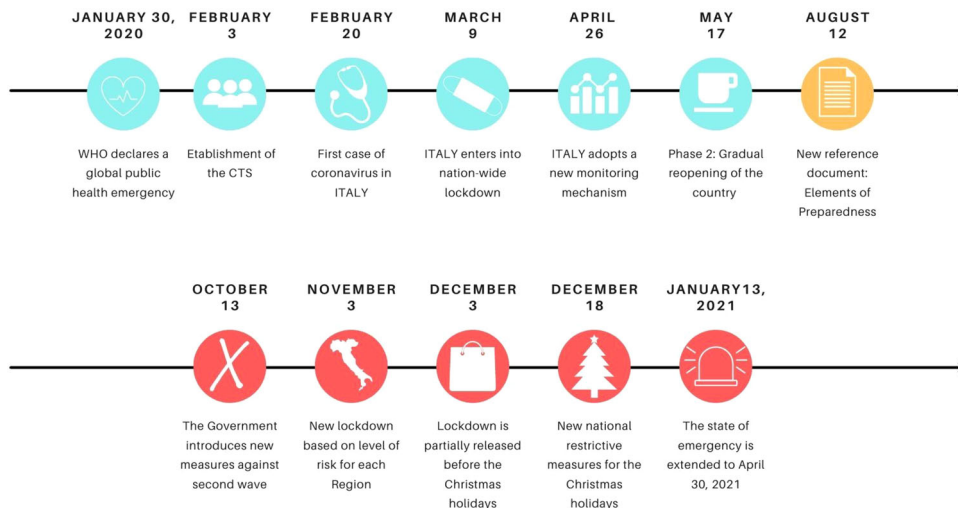 JANUARY 30,
2020
FEBRUARY
3
FEBRUARY
20
MARCH
9
APRIL
26
MAY
17
AUGUST
12
WHO declares a
global public
health emergency
Etablishment of
the CTS
First case of
coronavirus in
ITALY
ITALY enters into
nation-wide
lockdown
ITALY adopts a
new monitoring
mechanism
Phase 2: Gradual
reopening of the
country
New reference
document:
Elements of
Preparedness
OCTOBER
13
NOVEMBER
3
DECEMBER
3
DECEMBER
18
JANUARY13,
2021
The Government
introduces new
measures against
second wave
New lockdown
based on level of
risk for each
Region
Lockdown is
partially released
before the
Christmas
holidays
New national
restrictive
measures for the
Christmas
holidays
The state of
emergency is
extended to April
30, 2021